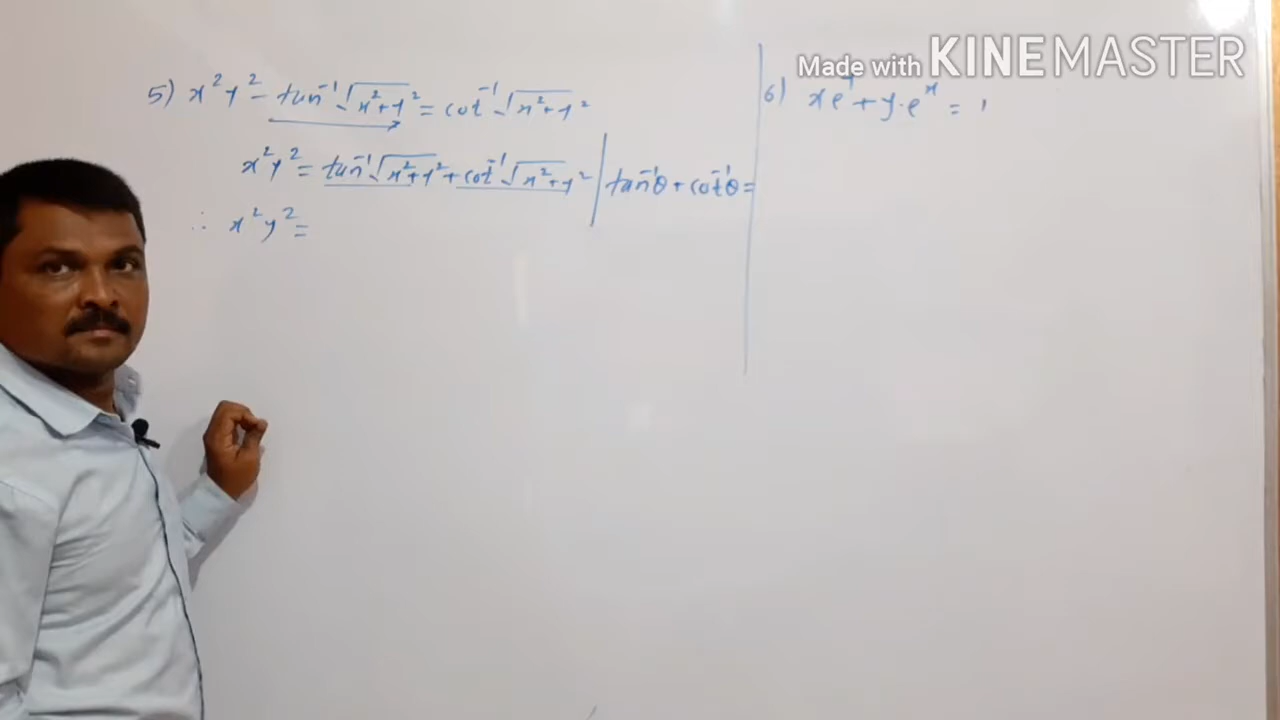 Made with KINEMASTER
5) x²y² - tan⁻¹√x²+y² = cot⁻¹√x²+y²
x²y² = tan⁻¹√x²+y² + cot⁻¹√x²+y² | tan⁻¹θ + cot⁻¹θ =
∴ x²y² =
6) xe^y + y·e^x = 1